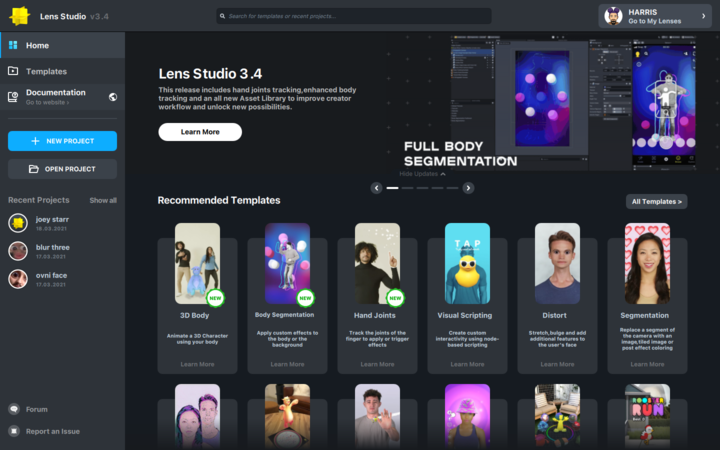 Lens Studio v3.4
Search for templates or recent projects...
HARRIS
Go to My Lenses
Home
Templates
Documentation
Go to website ›
NEW PROJECT
OPEN PROJECT
Recent Projects Show all
joey starr
18.03.2021
blur three
17.03.2021
ovni face
17.03.2021
Forum
Report an Issue
Lens Studio 3.4
This release includes hand joints tracking,enhanced body
tracking and an all new Asset Library to improve creator
workflow and unlock new possibilities.
Learn More
FULL BODY
SEGMENTATION
Hide Updates
Recommended Templates
All Templates >
NEW
3D Body
Animate a 3D Character
using your body
Learn More
NEW
Body Segmentation
Apply custom effects to
the body or the
background
Learn More
NEW
Hand Joints
Track the joints of the
finger to apply or trigger
effects
Learn More
TAP
Visual Scripting
Create custom
interactivity using node-
based scripting
Learn More
Distort
Stretch,bulge and add
additional features to
the user's face
Learn More
Segmentation
Replace a segment of
the camera with an
image,tiled image or
post effect coloring
Learn More
ROOSTER
RUN